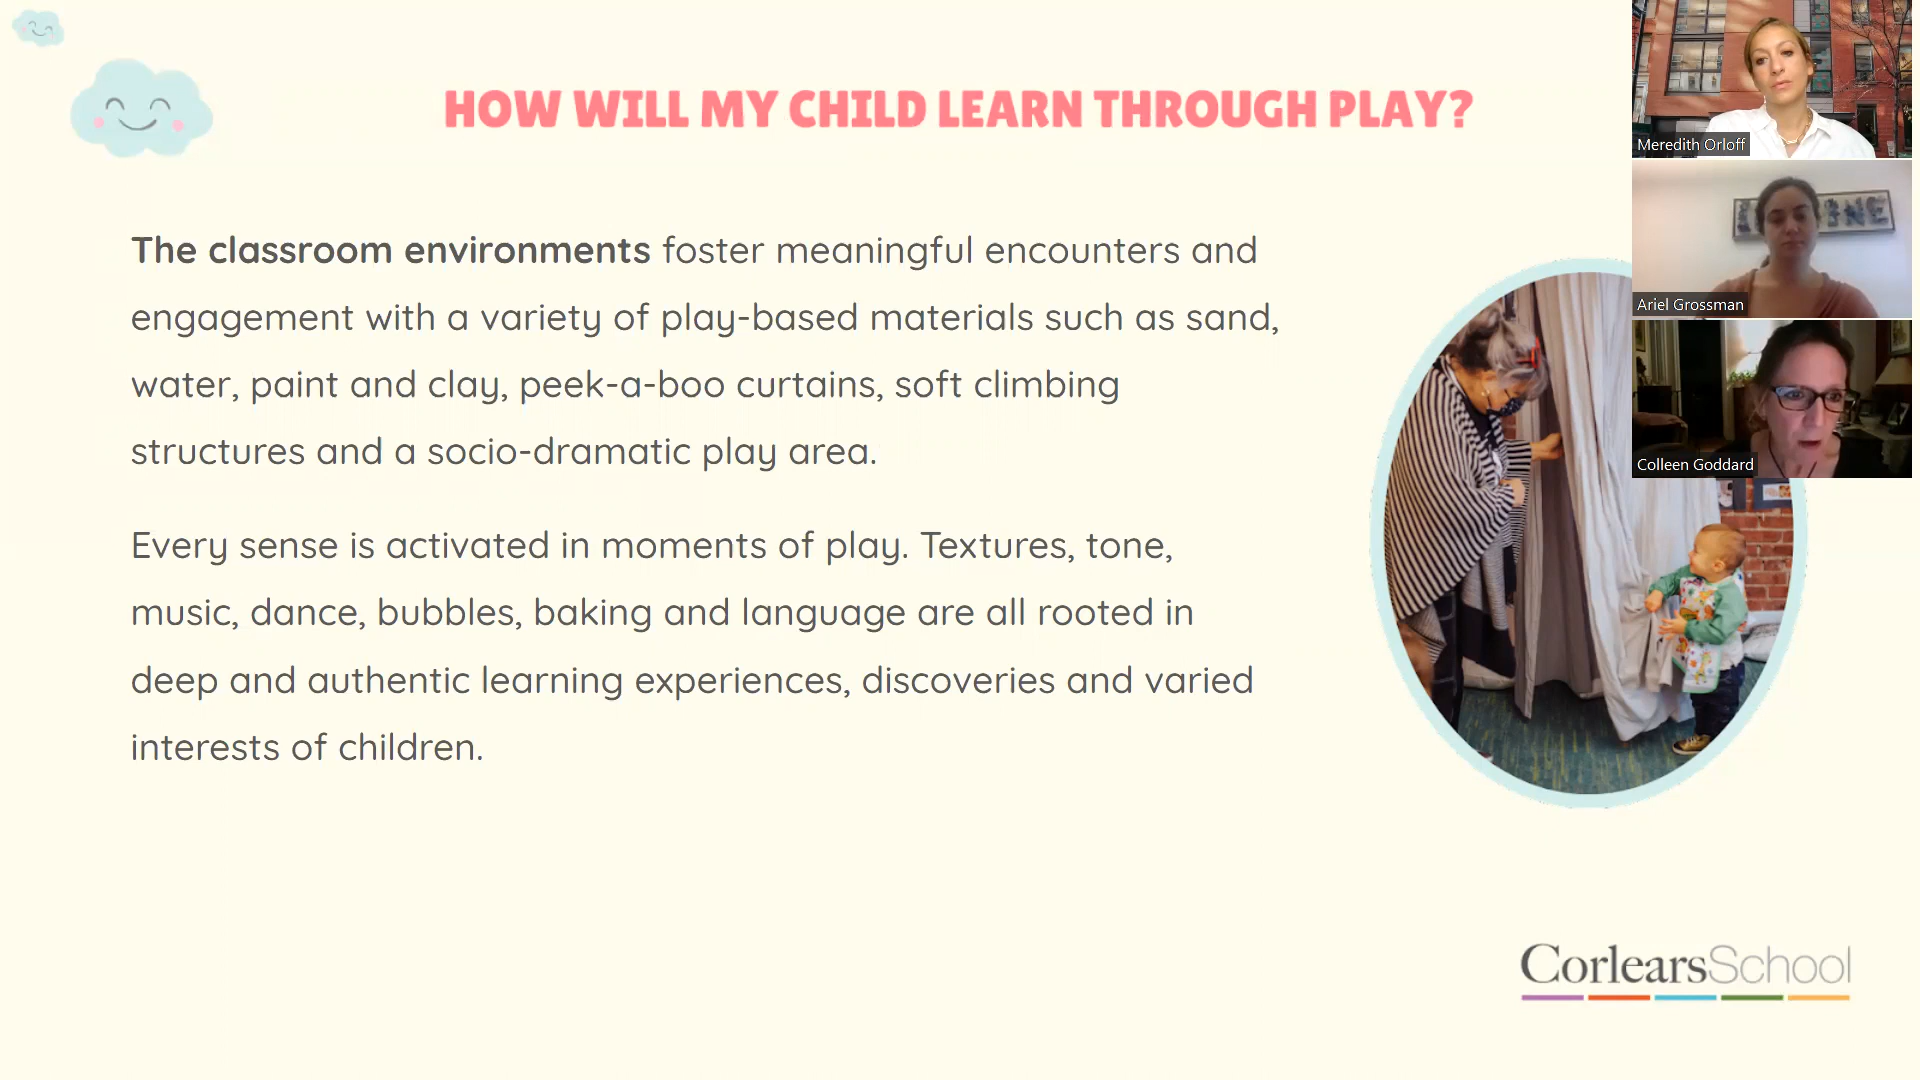 HOW WILL MY CHILD LEARN THROUGH PLAY?
The classroom environments foster meaningful encounters and
engagement with a variety of play-based materials such as sand,
water, paint and clay, peek-a-boo curtains, soft climbing
structures and a socio-dramatic play area.
Every sense is activated in moments of play. Textures, tone,
music, dance, bubbles, baking and language are all rooted in
deep and authentic learning experiences, discoveries and varied
interests of children.
Meredith Orloff
Ariel Grossman
Colleen Goddard
CorlearsSchool